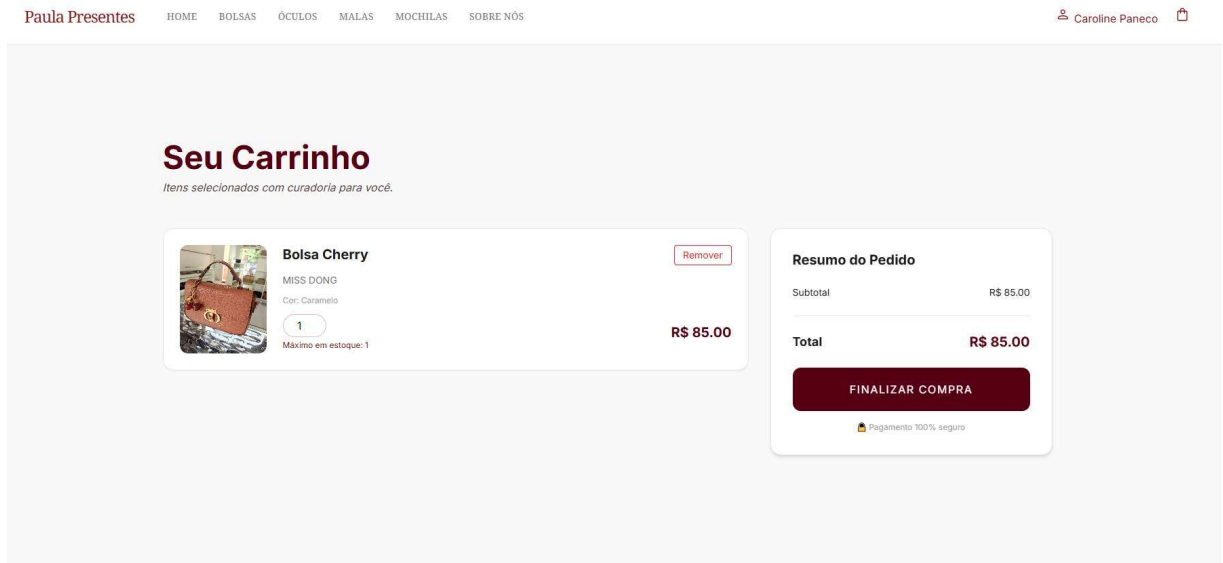 Paula Presentes HOME BOLSAS ÓCULOS MALAS MOCHILAS SOBRE NÓS Caroline Paneco
Seu Carrinho
Itens selecionados com curadoria para você.
Bolsa Cherry
Remover
MISS DONG
Cor: Caramelo
1
Máximo em estoque: 1
R$ 85.00
Resumo do Pedido
Subtotal R$ 85.00
Total R$ 85.00
FINALIZAR COMPRA
Pagamento 100% seguro